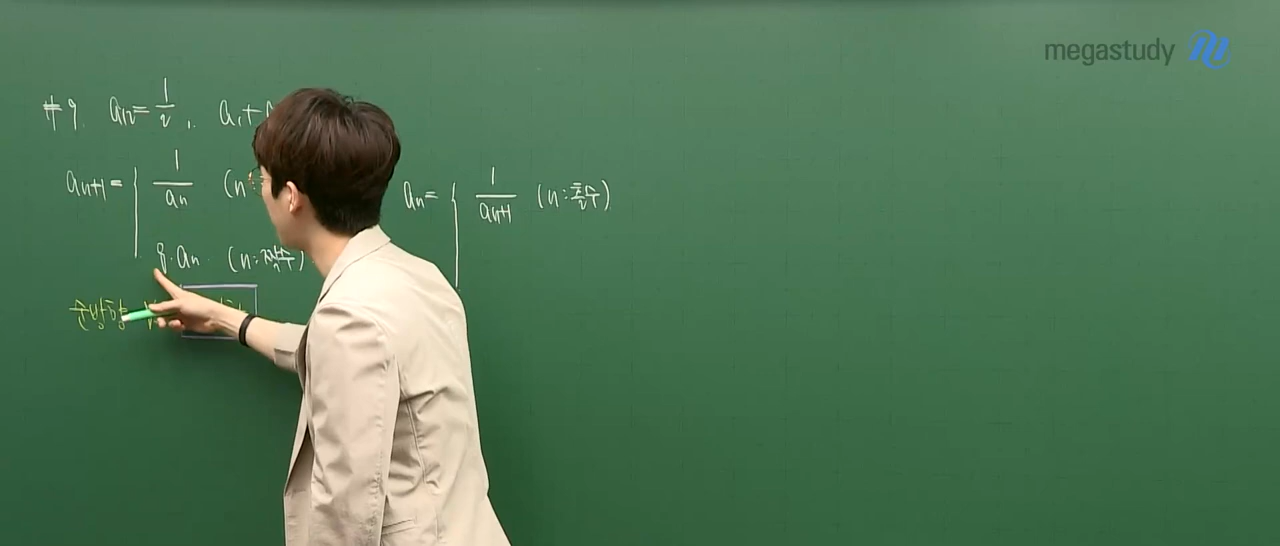 megastudy
#9. a₁₂ = 1/2, a₁ +
aₙ₊₁ = { 1/aₙ (n:
8·aₙ (n:짝수)
aₙ = { 1/aₙ₊₁ (n:홀수)
순방향